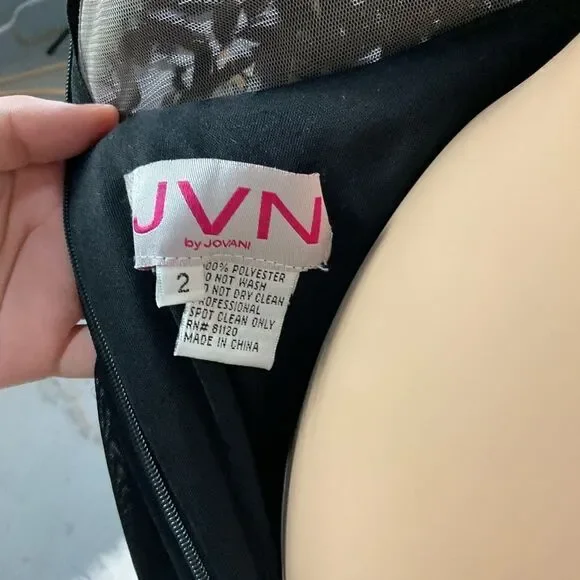 JVN
by JOVANI
2
00% POLYESTER
O NOT WASH
O NOT DRY CLEAN
ROFESSIONAL
SPOT CLEAN ONLY
RN# 61120
MADE IN CHINA